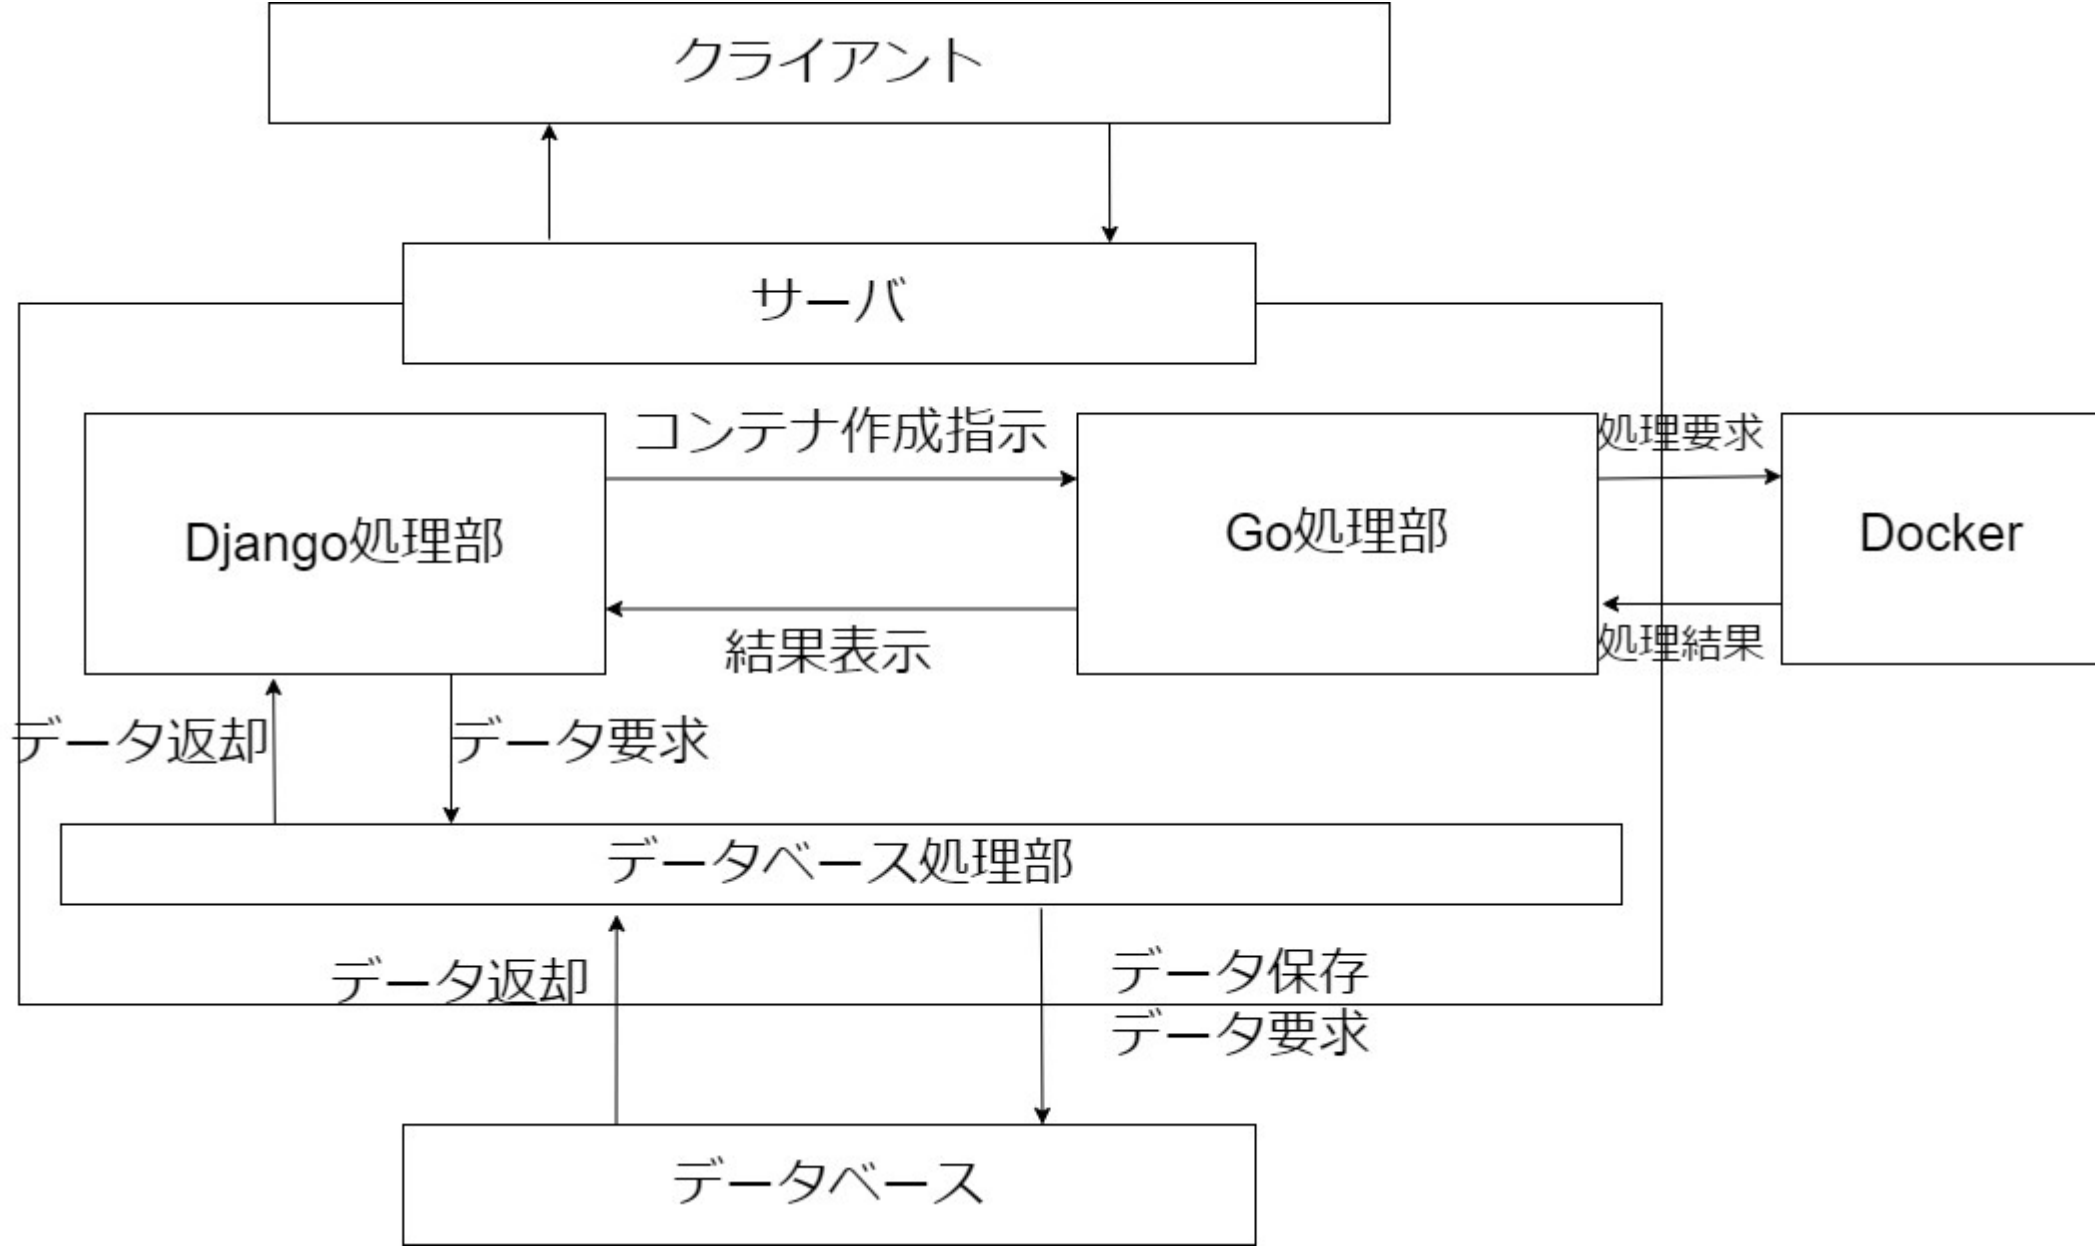 クライアント
サーバ
コンテナ作成指示
処理要求
Django処理部
Go処理部
Docker
結果表示
処理結果
データ返却
データ要求
データベース処理部
データ返却
データ保存
データ要求
データベース